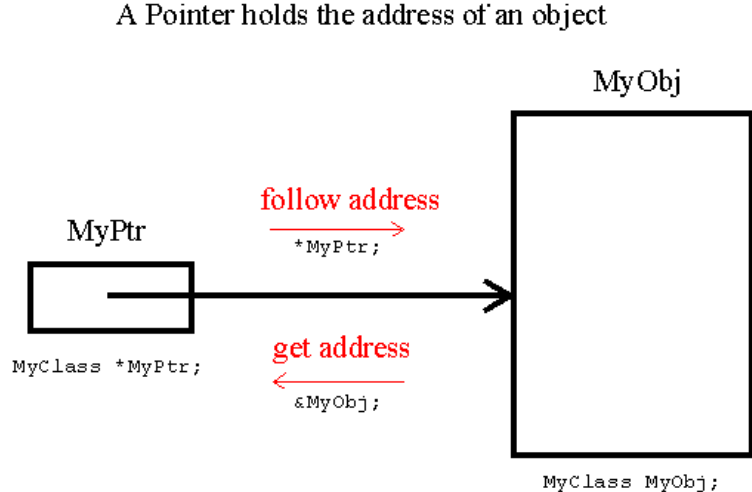 A Pointer holds the address of an object
MyObj
follow address
MyPtr
*MyPtr;
get address
MyClass *MyPtr;
&MyObj;
MyClass MyObj;